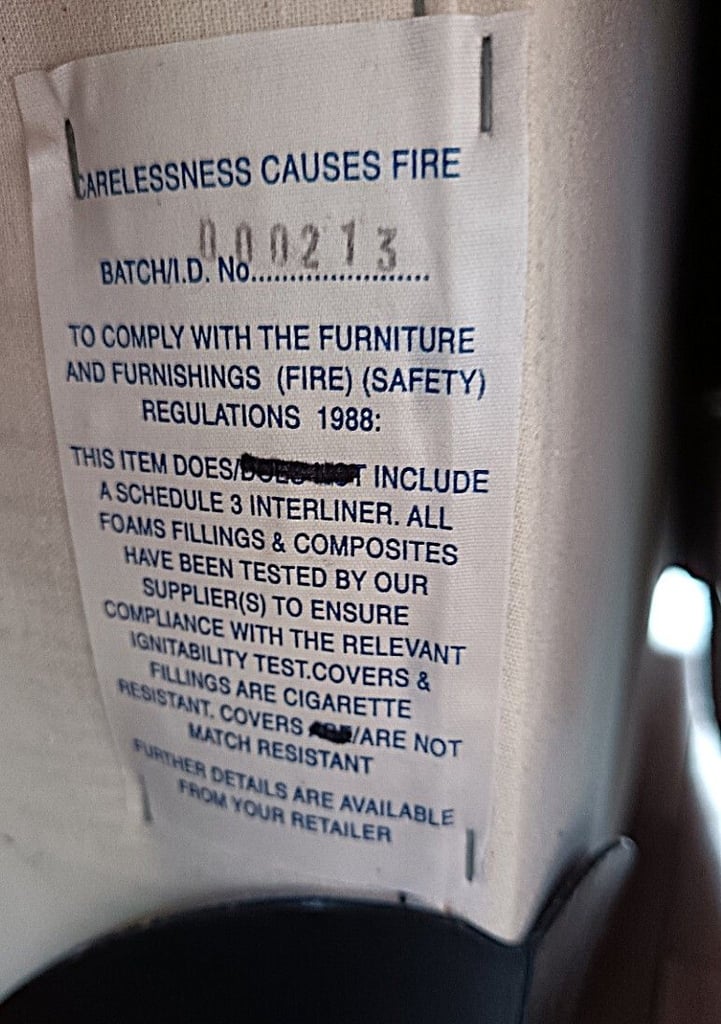 CARELESSNESS CAUSES FIRE
000213
BATCH/I.D. No......................
TO COMPLY WITH THE FURNITURE
AND FURNISHINGS (FIRE) (SAFETY)
REGULATIONS 1988:
THIS ITEM DOES/DOES NOT INCLUDE
A SCHEDULE 3 INTERLINER. ALL
FOAMS FILLINGS & COMPOSITES
HAVE BEEN TESTED BY OUR
SUPPLIER(S) TO ENSURE
COMPLIANCE WITH THE RELEVANT
IGNITABILITY TEST.COVERS &
FILLINGS ARE CIGARETTE
RESISTANT. COVERS ARE/ARE NOT
MATCH RESISTANT
FURTHER DETAILS ARE AVAILABLE
FROM YOUR RETAILER